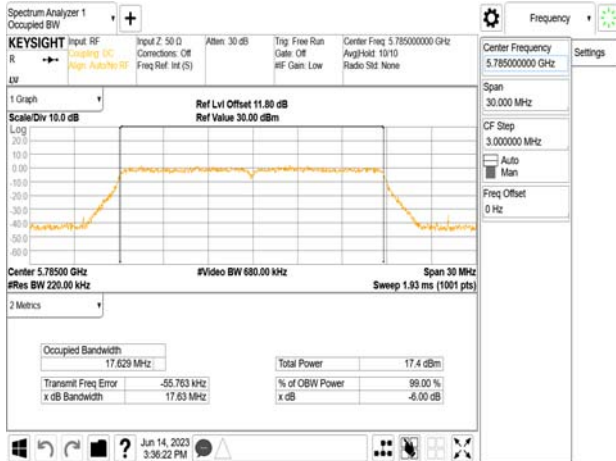 Spectrum Analyzer 1
Occupied BW
Frequency
KEYSIGHT
R
LV
Input: RF
Coupling: DC
Align: Auto/No RF
Input Z: 50 Ω
Corrections: Off
Freq Ref: Int (S)
Atten: 30 dB
Trig: Free Run
Gate: Off
#IF Gain: Low
Center Freq: 5.785000000 GHz
Avg|Hold: 10/10
Radio Std: None
Center Frequency
5.785000000 GHz
Settings
Span
30.000 MHz
CF Step
3.000000 MHz
Auto
Man
Freq Offset
0 Hz
1 Graph
Scale/Div 10.0 dB
Ref Lvl Offset 11.80 dB
Ref Value 30.00 dBm
Log
20.0
10.0
0.00
-10.0
-20.0
-30.0
-40.0
-50.0
-60.0
Center 5.78500 GHz
#Res BW 220.00 kHz
#Video BW 680.00 kHz
Span 30 MHz
Sweep 1.93 ms (1001 pts)
2 Metrics
Occupied Bandwidth
17.629 MHz
Transmit Freq Error -55.763 kHz
x dB Bandwidth 17.63 MHz
Total Power 17.4 dBm
% of OBW Power 99.00 %
x dB -6.00 dB
?
Jun 14, 2023
3:36:22 PM